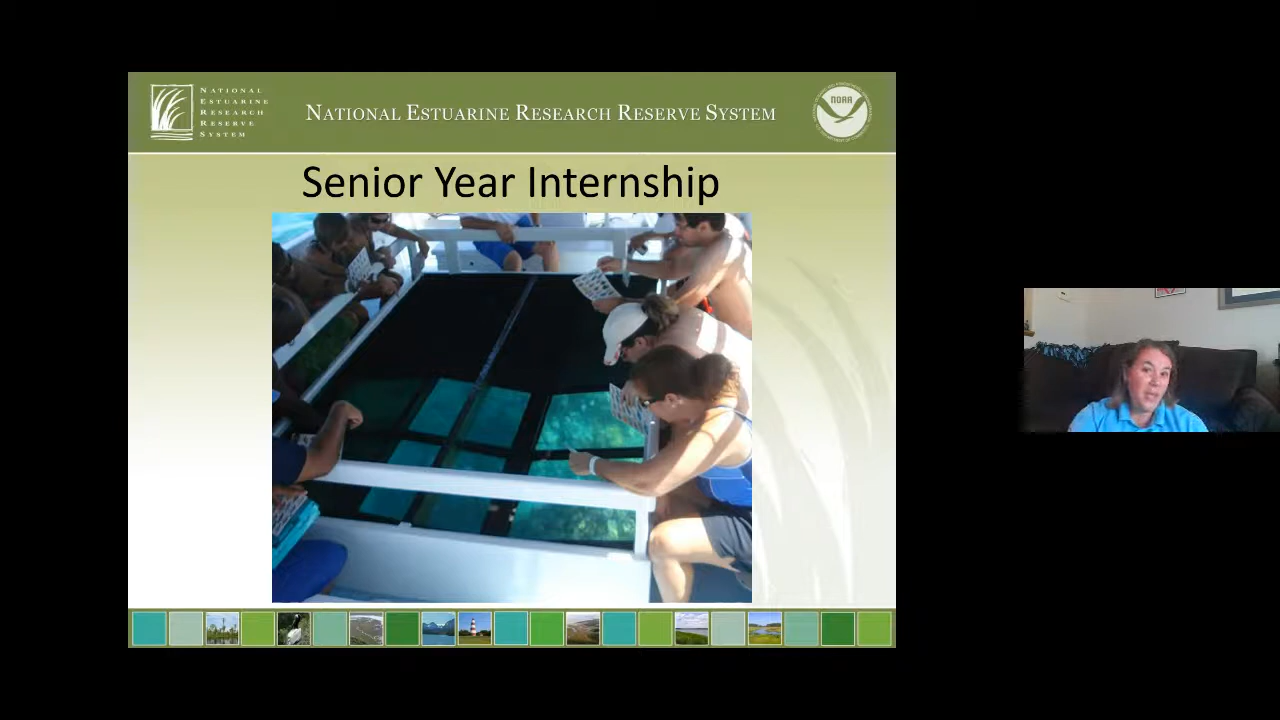 NATIONAL
ESTUARINE
RESEARCH
RESERVE
SYSTEM
NATIONAL ESTUARINE RESEARCH RESERVE SYSTEM
NOAA
Senior Year Internship